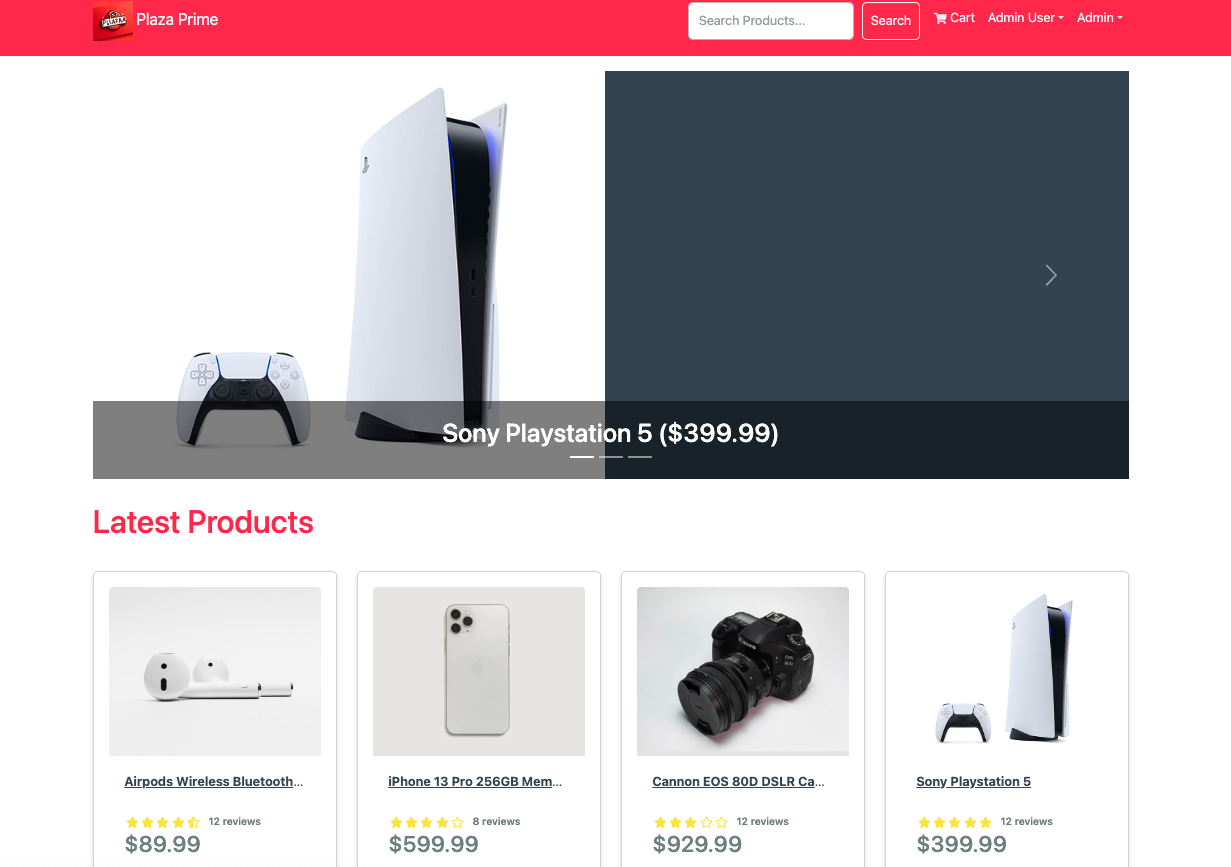 Plaza Prime
Search Products...
Search
Cart
Admin User
Admin
Sony Playstation 5 ($399.99)
Latest Products
Airpods Wireless Bluetooth...
iPhone 13 Pro 256GB Mem...
Cannon EOS 80D DSLR Ca...
Sony Playstation 5
12 reviews
8 reviews
12 reviews
12 reviews
$89.99
$599.99
$929.99
$399.99